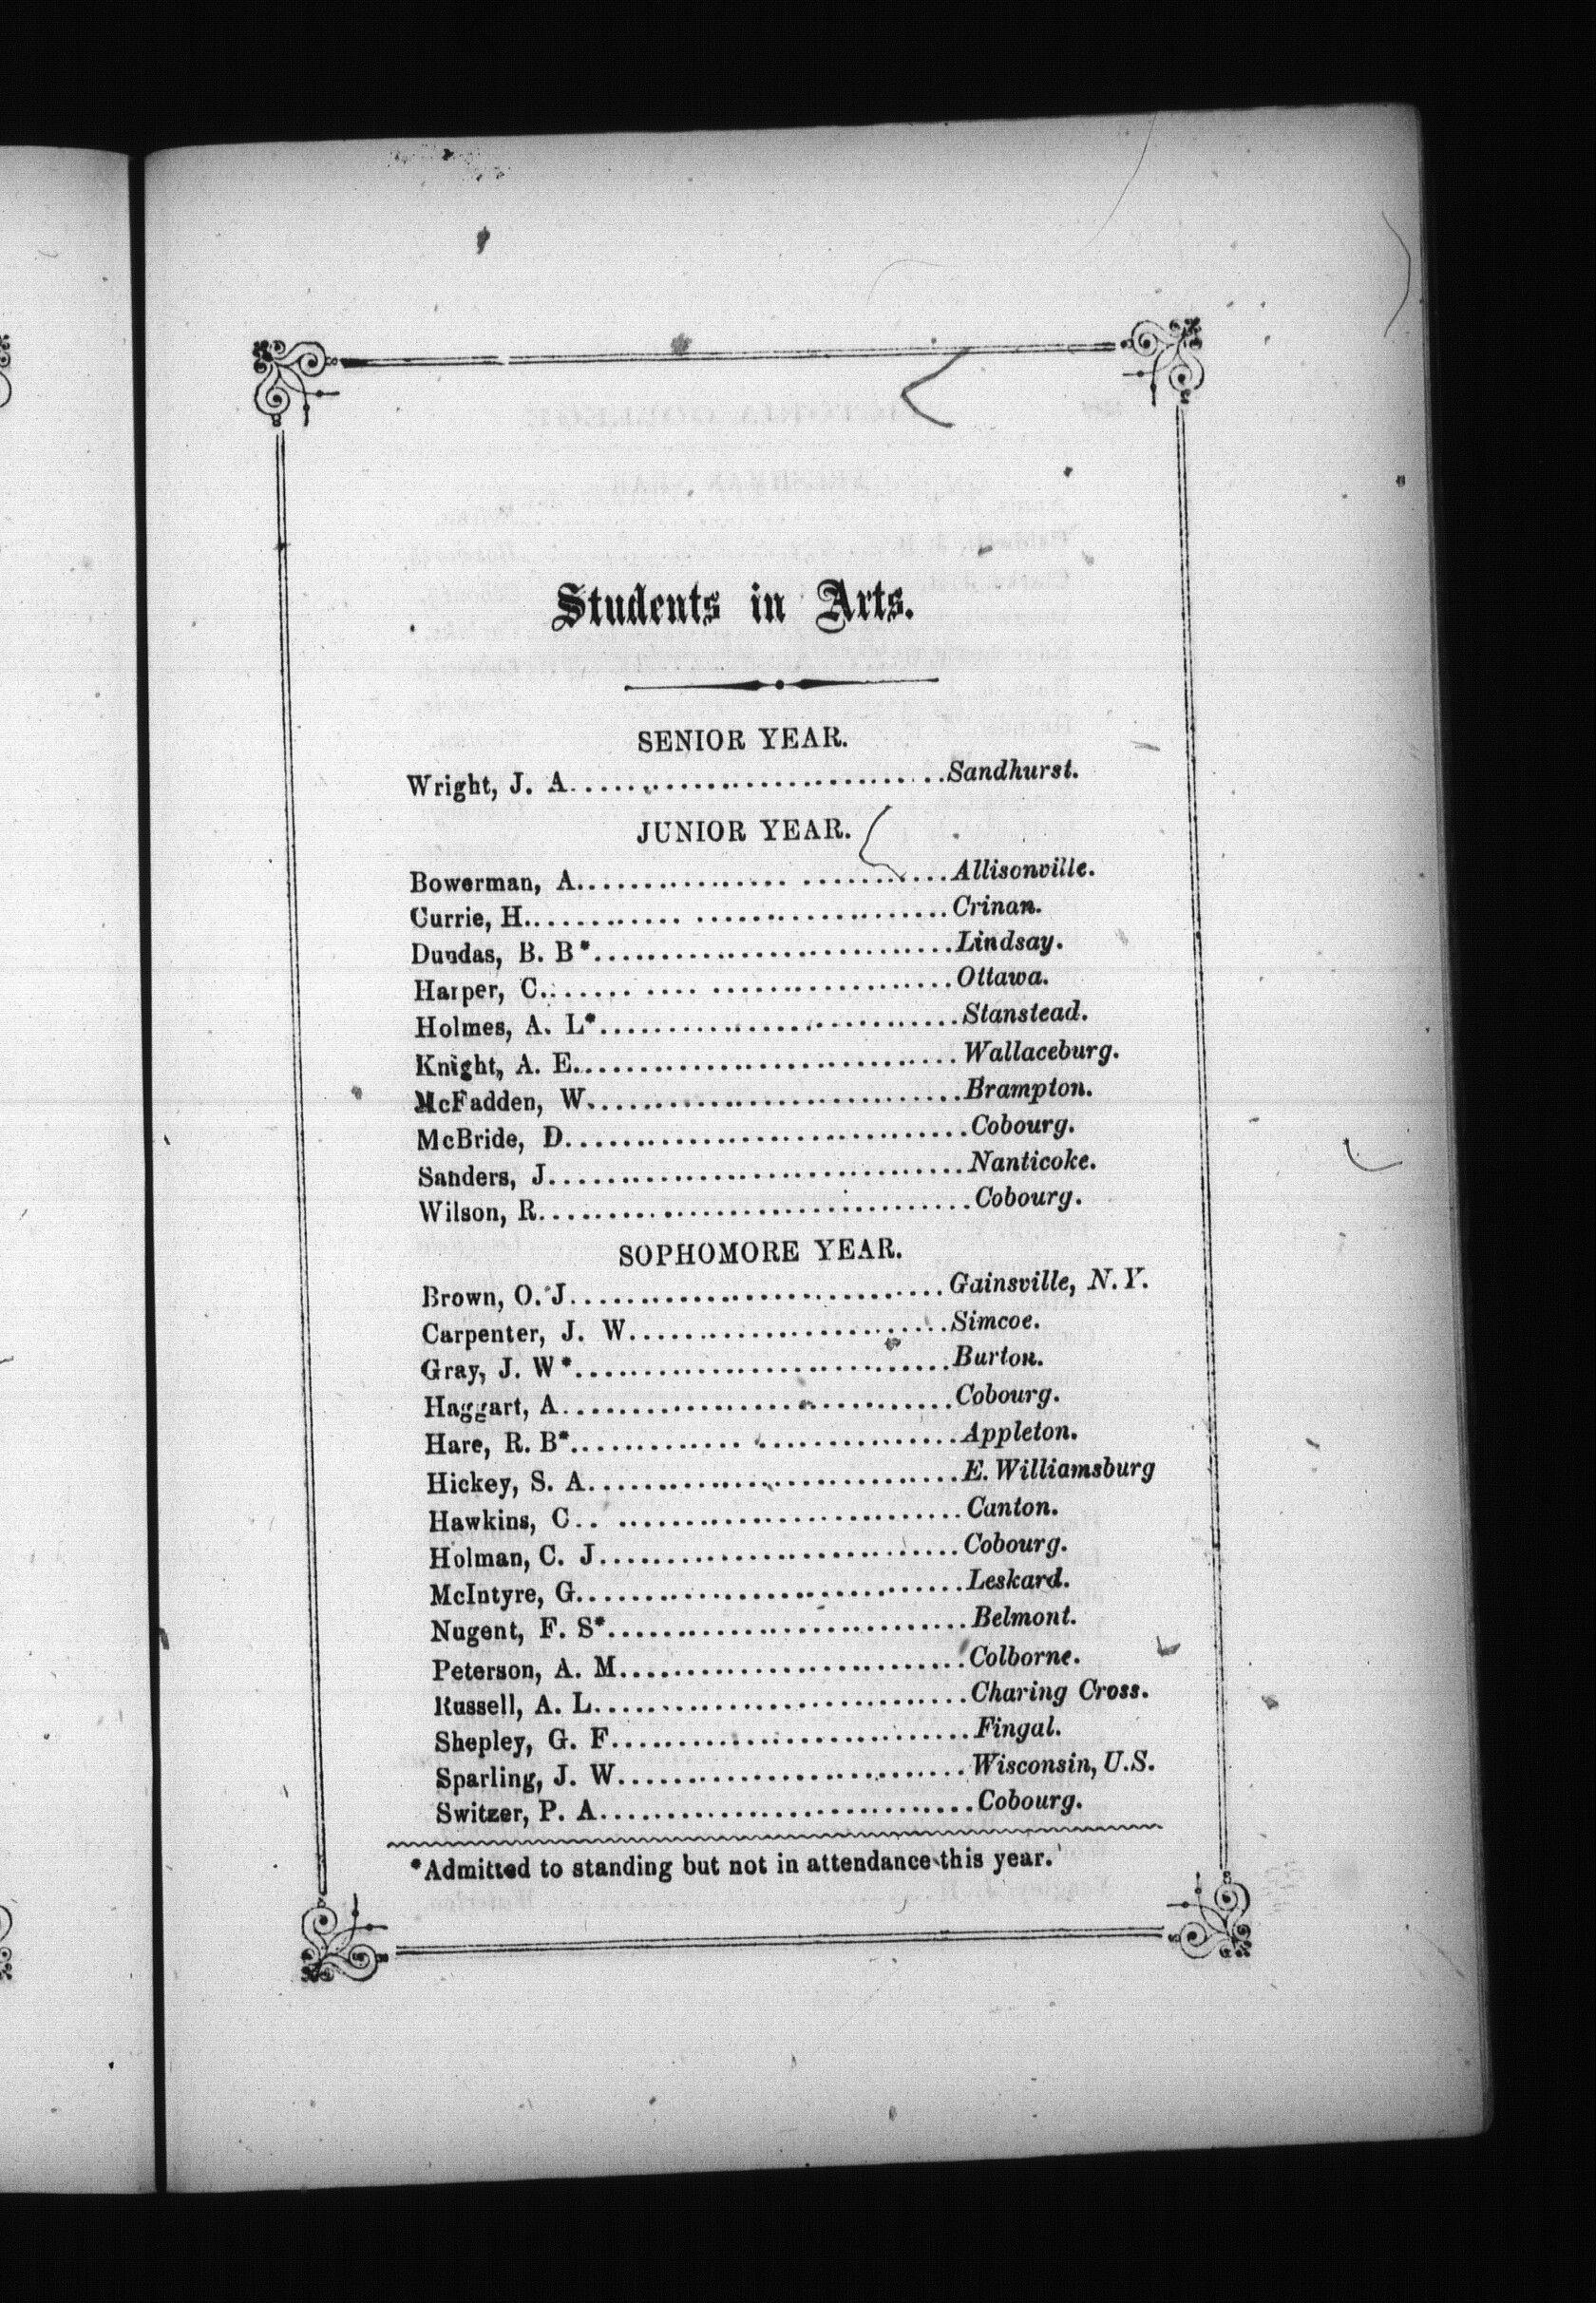 Students in Arts.
SENIOR YEAR.
Wright, J. A........................................Sandhurst.
JUNIOR YEAR.
Bowerman, A................ ...........Allisonville.
Currie, H............ ...................Crinan.
Dundas, B. B*...........................Lindsay.
Harper, C........ .... ..................Ottawa.
Holmes, A. L*...........................Stanstead.
Knight, A. E.............................Wallaceburg.
McFadden, W............................Brampton.
McBride, D..............................Cobourg.
Sanders, J...............................Nanticoke.
Wilson, R................................Cobourg.
SOPHOMORE YEAR.
Brown, O. J............................Gainsville, N. Y.
Carpenter, J. W........................Simcoe.
Gray, J. W*............................Burton.
Haggart, A.............................Cobourg.
Hare, R. B*............. ...............Appleton.
Hickey, S. A............................E. Williamsburg
Hawkins, C.. ..........................Canton.
Holman, C. J...........................Cobourg.
McIntyre, G.............................Leskard.
Nugent, F. S*...........................Belmont.
Peterson, A. M..........................Colborne.
Russell, A. L............................Charing Cross.
Shepley, G. F...........................Fingal.
Sparling, J. W..........................Wisconsin, U.S.
Switzer, P. A............................Cobourg.
*Admitted to standing but not in attendance this year.